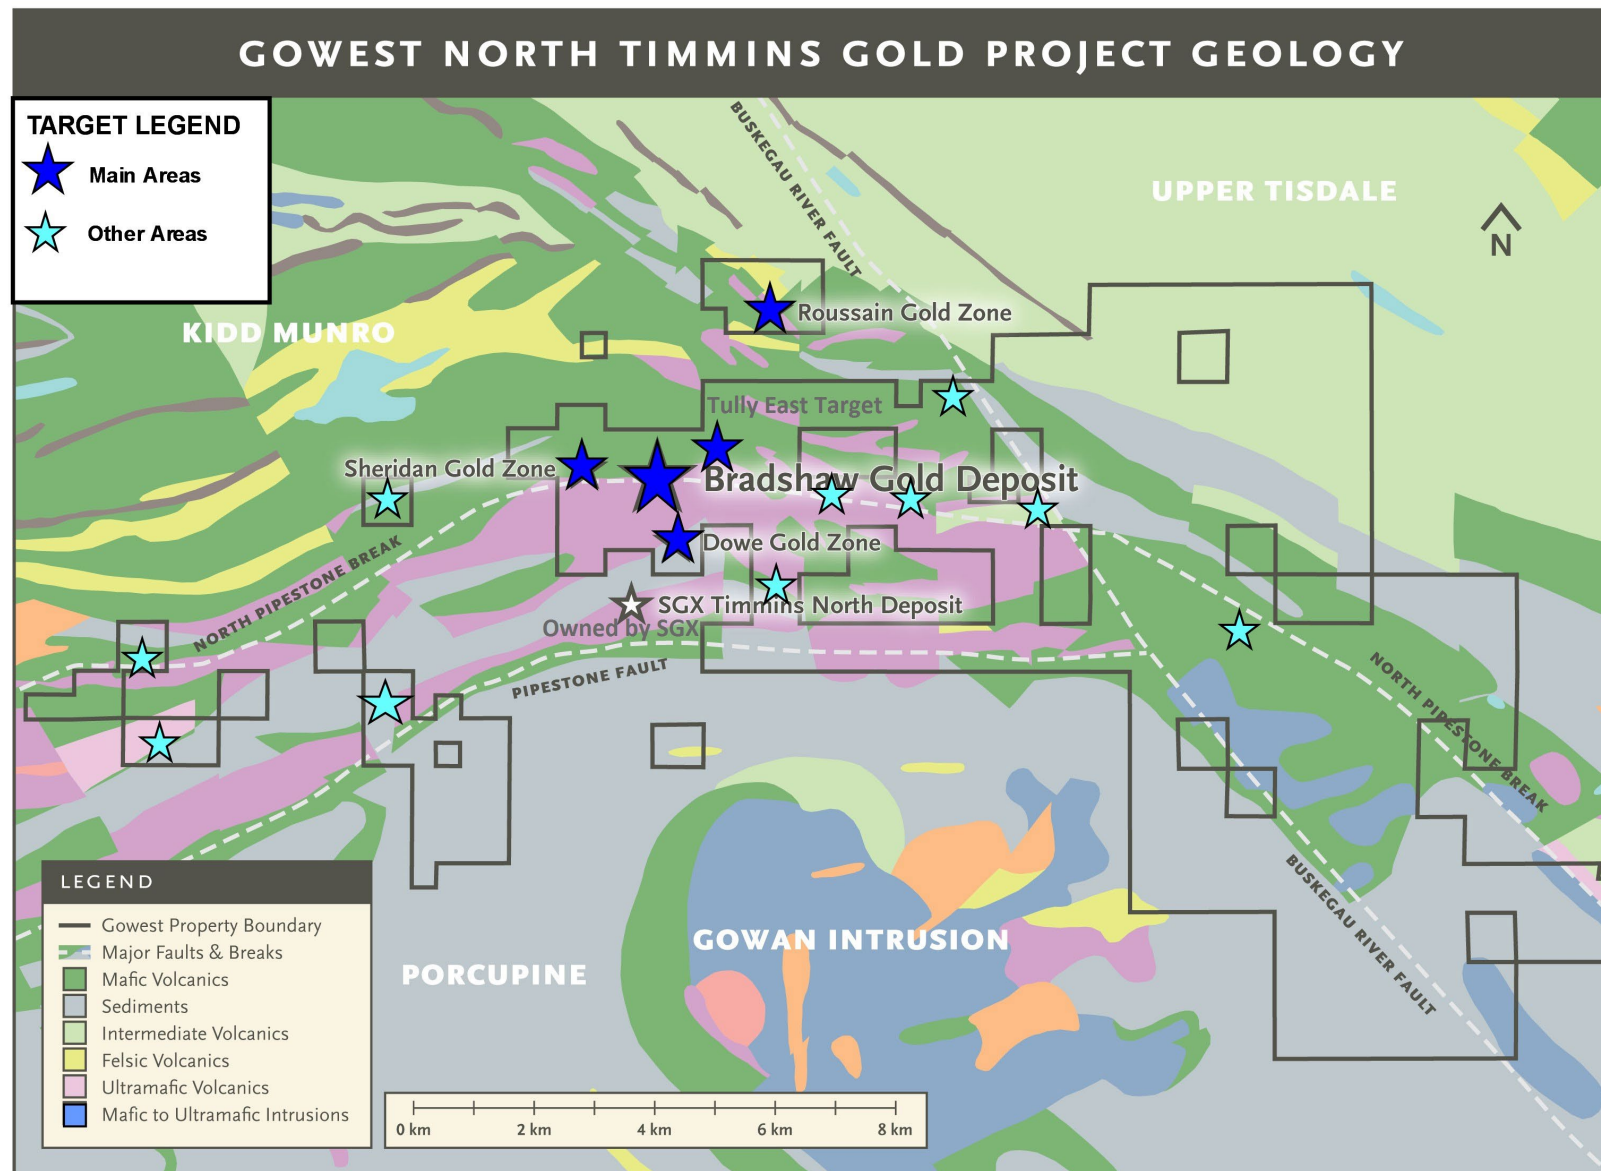 GOWEST NORTH TIMMINS GOLD PROJECT GEOLOGY
TARGET LEGEND
Main Areas
Other Areas
BUSKEGAU RIVER FAULT
UPPER TISDALE
N
KIDD MUNRO
Roussain Gold Zone
Tully East Target
Sheridan Gold Zone
Bradshaw Gold Deposit
Dowe Gold Zone
NORTH PIPESTONE BREAK
SGX Timmins North Deposit
Owned by SGX
PIPESTONE FAULT
NORTH PIPESTONE BREAK
BUSKEGAU RIVER FAULT
GOWAN INTRUSION
PORCUPINE
LEGEND
Gowest Property Boundary
Major Faults & Breaks
Mafic Volcanics
Sediments
Intermediate Volcanics
Felsic Volcanics
Ultramafic Volcanics
Mafic to Ultramafic Intrusions
0 km 2 km 4 km 6 km 8 km